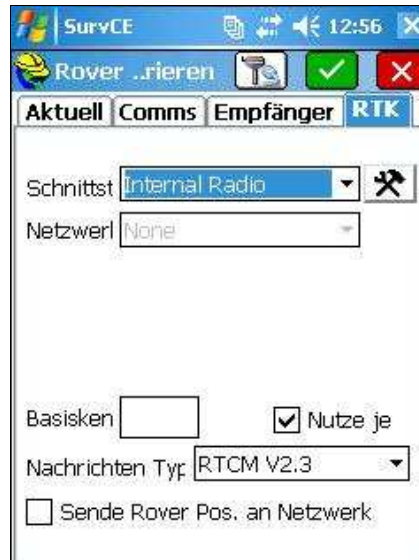 SurvCE 12:56
Rover ..rieren
Aktuell Comms Empfänger RTK
Schnittst Internal Radio
Netzwerl None
Basisken Nutze je
Nachrichten Typ RTCM V2.3
Sende Rover Pos. an Netzwerk